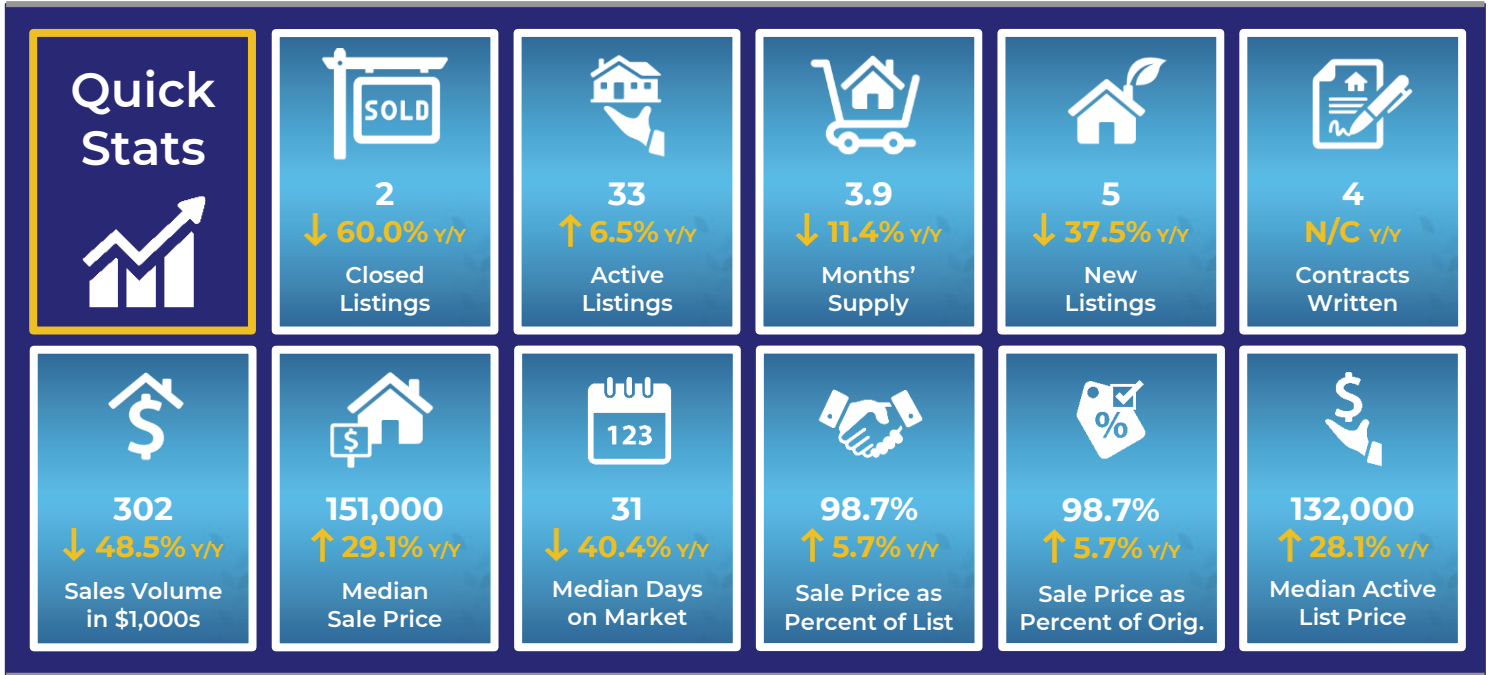 Quick
Stats
SOLD
2
↓ 60.0% Y/Y
Closed
Listings
33
↑ 6.5% Y/Y
Active
Listings
3.9
↓ 11.4% Y/Y
Months’
Supply
5
↓ 37.5% Y/Y
New
Listings
4
N/C Y/Y
Contracts
Written
$
302
↓ 48.5% Y/Y
Sales Volume
in $1,000s
$
151,000
↑ 29.1% Y/Y
Median
Sale Price
123
31
↓ 40.4% Y/Y
Median Days
on Market
98.7%
↑ 5.7% Y/Y
Sale Price as
Percent of List
%
98.7%
↑ 5.7% Y/Y
Sale Price as
Percent of Orig.
$
132,000
↑ 28.1% Y/Y
Median Active
List Price